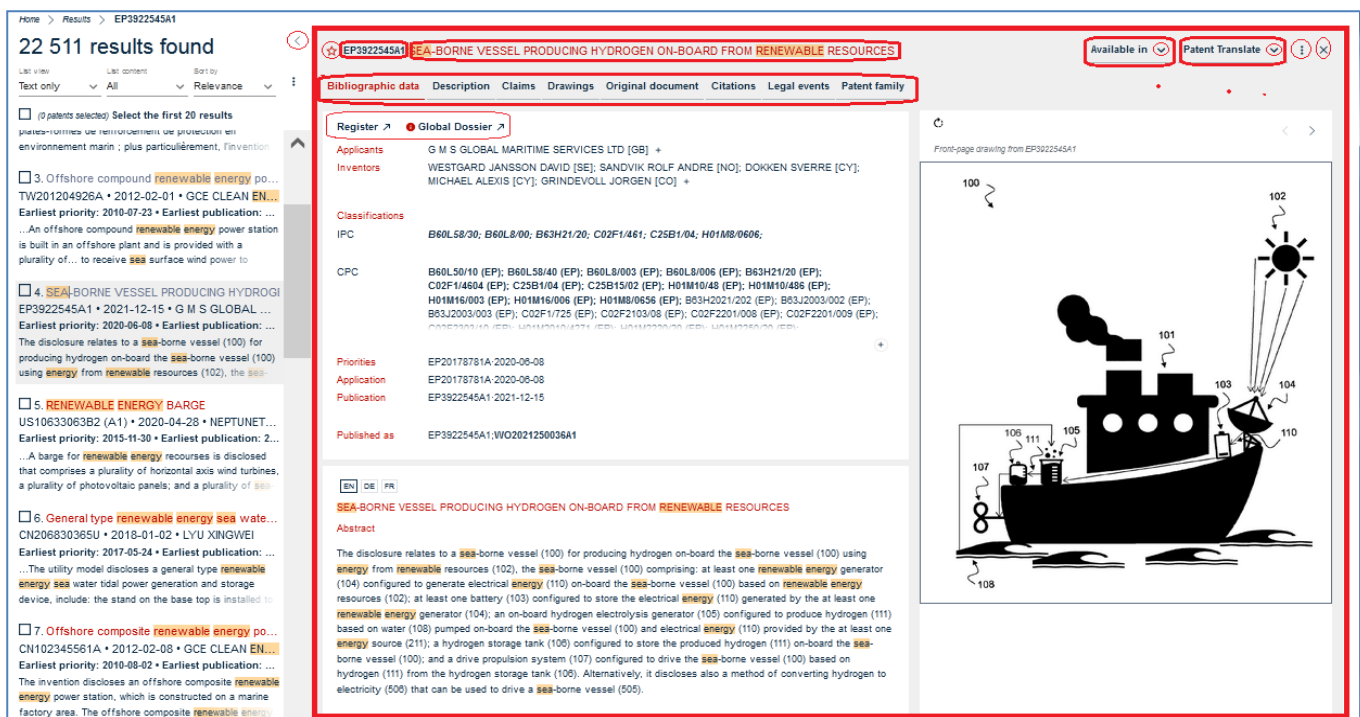 Home > Results > EP3922545A1
22 511 results found
List view List content Sort by
Text only All Relevance
(0 patents selected) Select the first 20 results
plates-formes de renforcement de protection en
environnement marin ; plus particulièrement, l'invention
3. Offshore compound renewable energy po...
TW201204926A • 2012-02-01 • GCE CLEAN EN...
Earliest priority: 2010-07-23 • Earliest publication: ...
...An offshore compound renewable energy power station
is built in an offshore plant and is provided with a
plurality of... to receive sea surface wind power to
4. SEA-BORNE VESSEL PRODUCING HYDROGE
EP3922545A1 • 2021-12-15 • G M S GLOBAL ...
Earliest priority: 2020-06-08 • Earliest publication: ...
The disclosure relates to a sea-borne vessel (100) for
producing hydrogen on-board the sea-borne vessel (100)
using energy from renewable resources (102), the sea-
5. RENEWABLE ENERGY BARGE
US10633063B2 (A1) • 2020-04-28 • NEPTUNET...
Earliest priority: 2015-11-30 • Earliest publication: 2...
...A barge for renewable energy recourses is disclosed
that comprises a plurality of horizontal axis wind turbines,
a plurality of photovoltaic panels; and a plurality of sea-
6. General type renewable energy sea wate...
CN206830365U • 2018-01-02 • LYU XINGWEI
Earliest priority: 2017-05-24 • Earliest publication: ...
...The utility model discloses a general type renewable
energy sea water tidal power generation and storage
device, include: the stand on the base top is installed to
7. Offshore composite renewable energy po...
CN102345561A • 2012-02-08 • GCE CLEAN EN...
Earliest priority: 2010-08-02 • Earliest publication: ...
The invention discloses an offshore composite renewable
energy power station, which is constructed on a marine
factory area. The offshore composite renewable energy
EP3922545A1 SEA-BORNE VESSEL PRODUCING HYDROGEN ON-BOARD FROM RENEWABLE RESOURCES
Available in Patent Translate
Bibliographic data Description Claims Drawings Original document Citations Legal events Patent family
Register ↗ Global Dossier ↗
Applicants G M S GLOBAL MARITIME SERVICES LTD [GB] +
Inventors WESTGARD JANSSON DAVID [SE]; SANDVIK ROLF ANDRE [NO]; DOKKEN SVERRE [CY];
MICHAEL ALEXIS [CY]; GRINDEVOLL JORGEN [CO] +
Classifications
IPC B60L58/30; B60L8/00; B63H21/20; C02F1/461; C25B1/04; H01M8/0606;
CPC B60L50/10 (EP); B60L58/40 (EP); B60L8/003 (EP); B60L8/006 (EP); B63H21/20 (EP);
C02F1/4604 (EP); C25B1/04 (EP); C25B15/02 (EP); H01M10/48 (EP); H01M10/486 (EP);
H01M16/003 (EP); H01M16/006 (EP); H01M8/0656 (EP); B63H2021/202 (EP); B63J2003/002 (EP);
B63J2003/003 (EP); C02F1/725 (EP); C02F2103/08 (EP); C02F2201/008 (EP); C02F2201/009 (EP);
C02F2303/10 (EP); H01M2010/4271 (EP); H01M2220/20 (EP); H01M2250/20 (EP);
Priorities EP20178781A·2020-06-08
Application EP20178781A·2020-06-08
Publication EP3922545A1·2021-12-15
Published as EP3922545A1;WO2021250036A1
EN DE FR
SEA-BORNE VESSEL PRODUCING HYDROGEN ON-BOARD FROM RENEWABLE RESOURCES
Abstract
The disclosure relates to a sea-borne vessel (100) for producing hydrogen on-board the sea-borne vessel (100) using
energy from renewable resources (102), the sea-borne vessel (100) comprising: at least one renewable energy generator
(104) configured to generate electrical energy (110) on-board the sea-borne vessel (100) based on renewable energy
resources (102); at least one battery (103) configured to store the electrical energy (110) generated by the at least one
renewable energy generator (104); an on-board hydrogen electrolysis generator (105) configured to produce hydrogen (111)
based on water (108) pumped on-board the sea-borne vessel (100) and electrical energy (110) provided by the at least one
energy source (211); a hydrogen storage tank (106) configured to store the produced hydrogen (111) on-board the sea-
borne vessel (100); and a drive propulsion system (107) configured to drive the sea-borne vessel (100) based on
hydrogen (111) from the hydrogen storage tank (106). Alternatively, it discloses also a method of converting hydrogen to
electricity (506) that can be used to drive a sea-borne vessel (505).
Front-page drawing from EP3922545A1
100
102
101
103 104
106 111 105 110
107
108